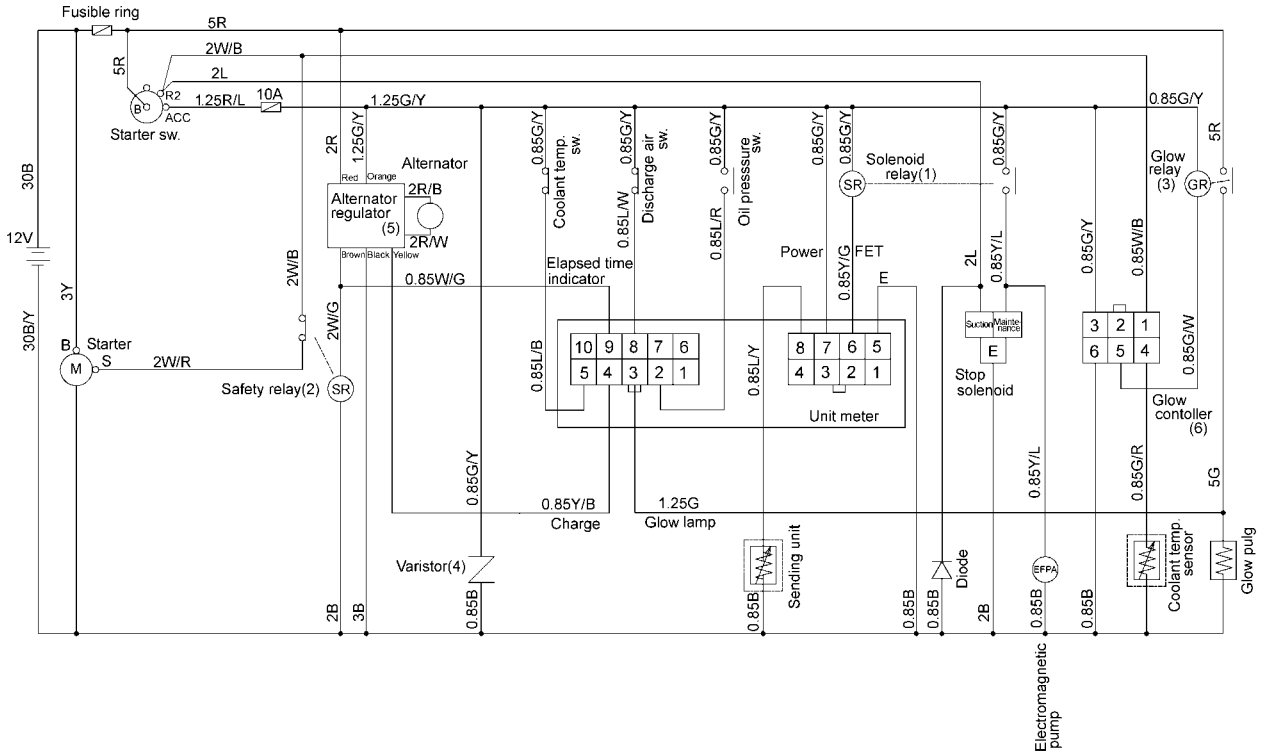 Fusible ring
5R
2W/B
5R
R2
2L
B
1.25R/L
10A
1.25G/Y
0.85G/Y
ACC
Starter sw.
30B
12V
30B/Y
3Y
B
Starter
M
S
2W/R
2W/B
2R
1.25G/Y
Red
Orange
Alternator
Alternator
regulator
(5)
2R/B
2R/W
Brown
Black
Yellow
0.85W/G
2W/G
Safety relay(2)
SR
0.85G/Y
Coolant temp.
sw.
0.85G/Y
Discharge air
sw.
0.85L/W
0.85G/Y
Oil presssure
sw.
0.85L/R
0.85G/Y
0.85G/Y
SR
Solenoid
relay(1)
0.85G/Y
Glow
relay
(3)
GR
5R
Elapsed time
indicator
Power
0.85Y/G
FET
E
2L
0.85Y/L
0.85G/Y
0.85W/B
10 9 8 7 6
5 4 3 2 1
8 7 6 5
4 3 2 1
Unit meter
0.85L/B
0.85L/Y
Suction
Mainte-
nance
E
Stop
solenoid
3 2 1
6 5 4
0.85G/W
Glow
contoller
(6)
0.85G/Y
0.85Y/B
Charge
1.25G
Glow lamp
0.85Y/L
0.85G/R
5G
Varistor(4)
Sending unit
Diode
EFPA
Coolant temp.
sensor
Glow pulg
2B
3B
0.85B
0.85B
0.85B
0.85B
2B
0.85B
0.85B
Electromagnetic
pump